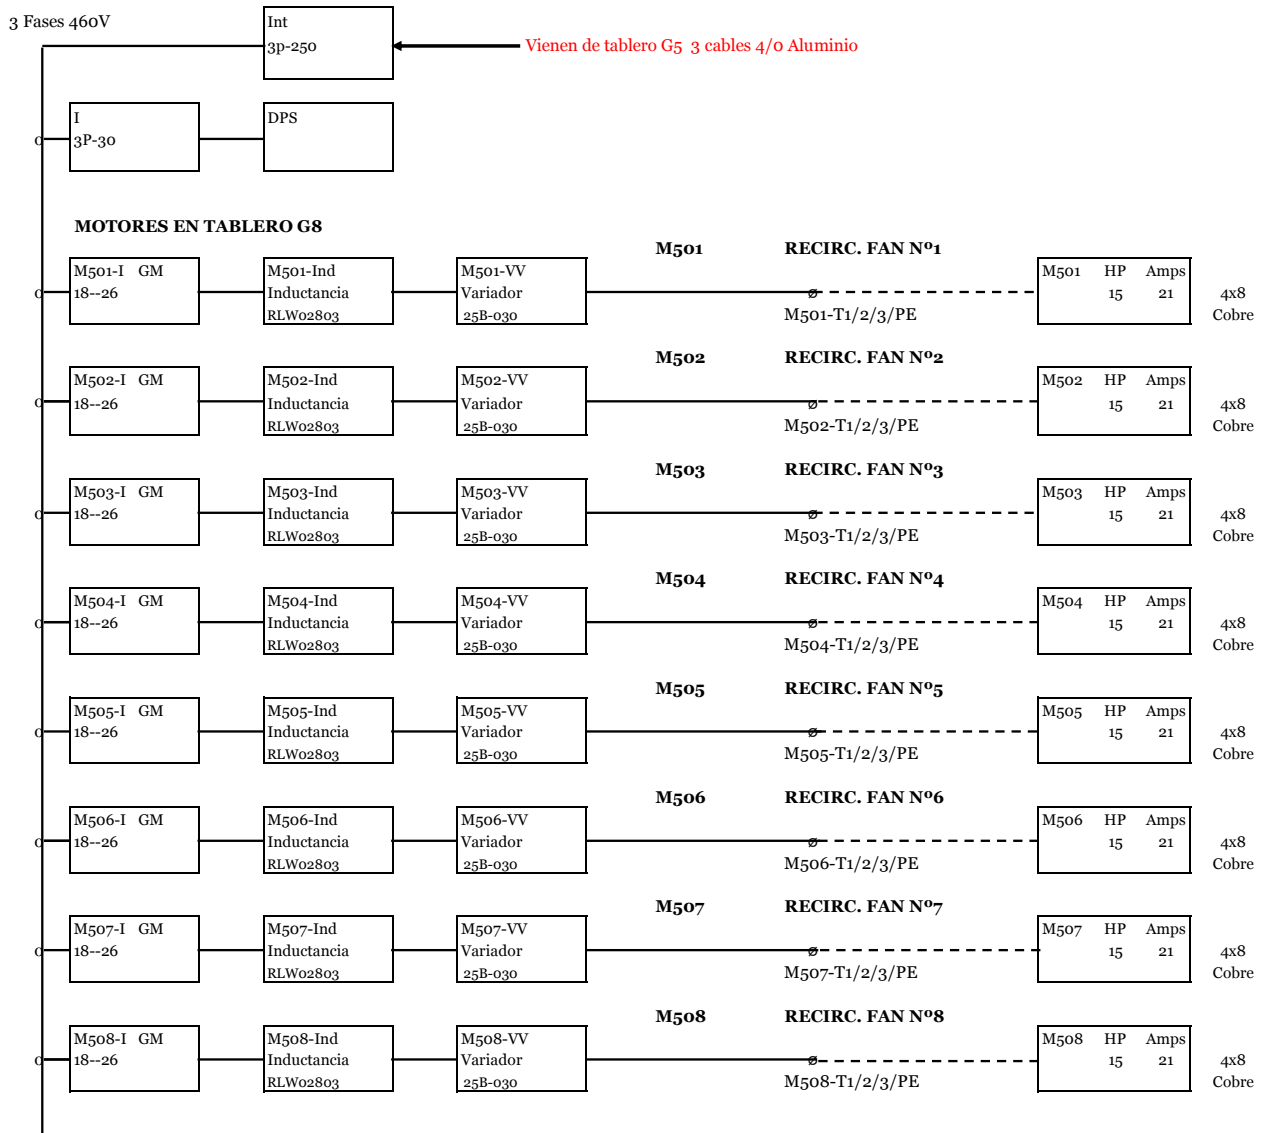 3 Fases 460V
Int
3p-250
Vienen de tablero G5 3 cables 4/0 Aluminio
I
3P-30
DPS
MOTORES EN TABLERO G8
M501 RECIRC. FAN Nº1
M501-I GM M501-Ind M501-VV M501 HP Amps
18--26 Inductancia Variador 15 21 4x8
RLW02803 25B-030 M501-T1/2/3/PE Cobre
M502 RECIRC. FAN Nº2
M502-I GM M502-Ind M502-VV M502 HP Amps
18--26 Inductancia Variador 15 21 4x8
RLW02803 25B-030 M502-T1/2/3/PE Cobre
M503 RECIRC. FAN Nº3
M503-I GM M503-Ind M503-VV M503 HP Amps
18--26 Inductancia Variador 15 21 4x8
RLW02803 25B-030 M503-T1/2/3/PE Cobre
M504 RECIRC. FAN Nº4
M504-I GM M504-Ind M504-VV M504 HP Amps
18--26 Inductancia Variador 15 21 4x8
RLW02803 25B-030 M504-T1/2/3/PE Cobre
M505 RECIRC. FAN Nº5
M505-I GM M505-Ind M505-VV M505 HP Amps
18--26 Inductancia Variador 15 21 4x8
RLW02803 25B-030 M505-T1/2/3/PE Cobre
M506 RECIRC. FAN Nº6
M506-I GM M506-Ind M506-VV M506 HP Amps
18--26 Inductancia Variador 15 21 4x8
RLW02803 25B-030 M506-T1/2/3/PE Cobre
M507 RECIRC. FAN Nº7
M507-I GM M507-Ind M507-VV M507 HP Amps
18--26 Inductancia Variador 15 21 4x8
RLW02803 25B-030 M507-T1/2/3/PE Cobre
M508 RECIRC. FAN Nº8
M508-I GM M508-Ind M508-VV M508 HP Amps
18--26 Inductancia Variador 15 21 4x8
RLW02803 25B-030 M508-T1/2/3/PE Cobre